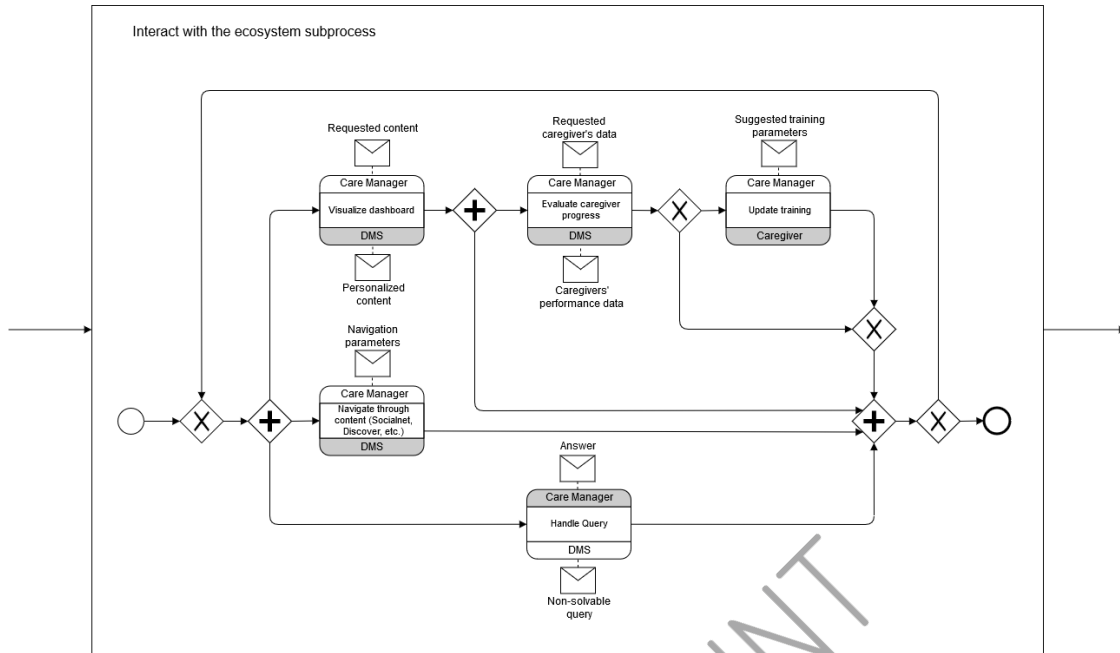 Interact with the ecosystem subprocess
Requested content
Care Manager
Visualize dashboard
DMS
Personalized
content
Requested
caregiver's data
Care Manager
Evaluate caregiver
progress
DMS
Caregivers'
performance data
Suggested training
parameters
Care Manager
Update training
Caregiver
Navigation
parameters
Care Manager
Navigate through
content (Socialnet,
Discover, etc.)
DMS
Answer
Care Manager
Handle Query
DMS
Non-solvable
query